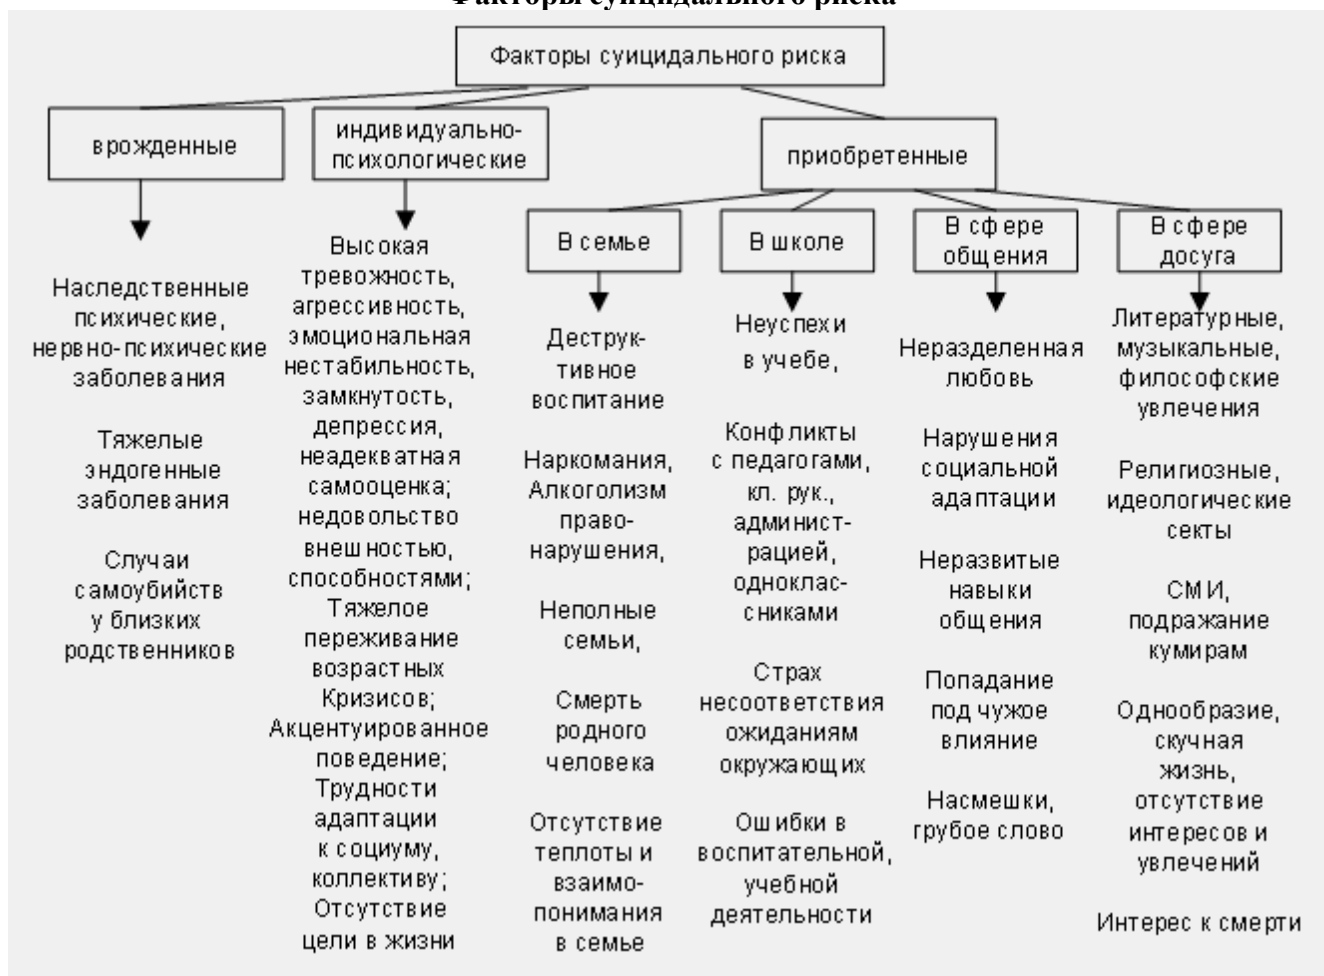 Факторы суицидального риска
Факторы суицидального риска
врожденные
Наследственные
психические,
нервно-психические
заболевания
Тяжелые
эндогенные
заболевания
Случаи
самоубийств
у близких
родственников
индивидуально-
психологические
Высокая
тревожность,
агрессивность,
эмоциональная
нестабильность,
замкнутость,
депрессия,
неадекватная
самооценка;
недовольство
внешностью,
способностями;
Тяжелое
переживание
возрастных
Кризисов;
Акцентуированное
поведение;
Трудности
адаптации
к социуму,
коллективу;
Отсутствие
цели в жизни
приобретенные
В семье
Деструк-
тивное
воспитание
Наркомания,
Алкоголизм
право-
нарушения,
Неполные
семьи,
Смерть
родного
человека
Отсутствие
теплоты и
взаимо-
понимания
в семье
В школе
Неуспехи
в учебе,
Конфликты
с педагогами,
кл. рук.,
админист-
рацией,
однoклас-
сниками
Страх
несоответствия
ожиданиям
окружающих
Ошибки в
воспитательной,
учебной
деятельности
В сфере
общения
Неразделенная
любовь
Нарушения
социальной
адаптации
Неразвитые
навыки
общения
Попадание
под чужое
влияние
Насмешки,
грубое слово
В сфере
досуга
Литературные,
музыкальные,
философские
увлечения
Религиозные,
идеологические
секты
СМИ,
подражание
кумирам
Однообразие,
скучная
жизнь,
отсутствие
интересов и
увлечений
Интерес к смерти